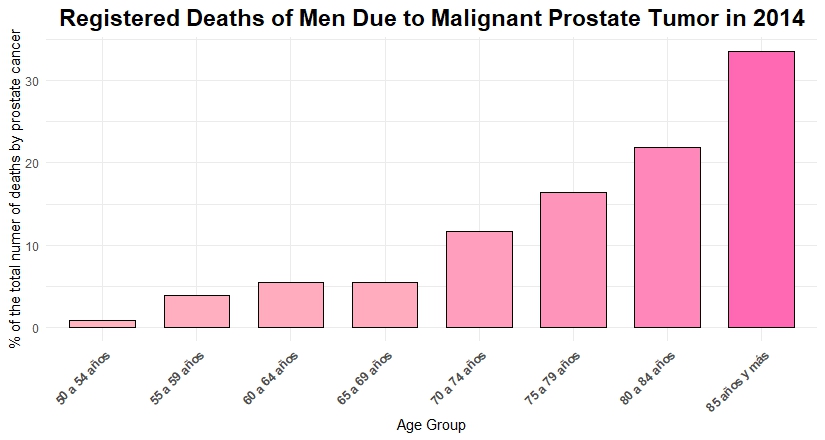 Registered Deaths of Men Due to Malignant Prostate Tumor in 2014
% of the total numer of deaths by prostate cancer
30
20
10
0
50 a 54 años
55 a 59 años
60 a 64 años
65 a 69 años
70 a 74 años
75 a 79 años
80 a 84 años
85 años y más
Age Group